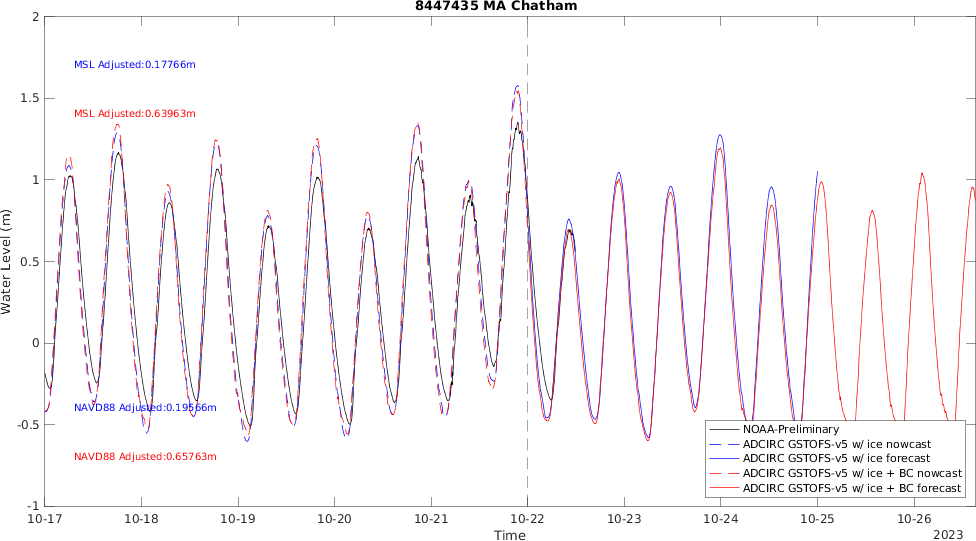 8447435 MA Chatham
2
MSL Adjusted:0.17766m
1.5
MSL Adjusted:0.63963m
1
Water Level (m)
0.5
0
NAVD88 Adjusted:0.19566m
-0.5
NAVD88 Adjusted:0.65763m
NOAA-Preliminary
ADCIRC GSTOFS-v5 w/ ice nowcast
ADCIRC GSTOFS-v5 w/ ice forecast
ADCIRC GSTOFS-v5 w/ ice + BC nowcast
ADCIRC GSTOFS-v5 w/ ice + BC forecast
-1
10-17 10-18 10-19 10-20 10-21 10-22 10-23 10-24 10-25 10-26
Time
2023